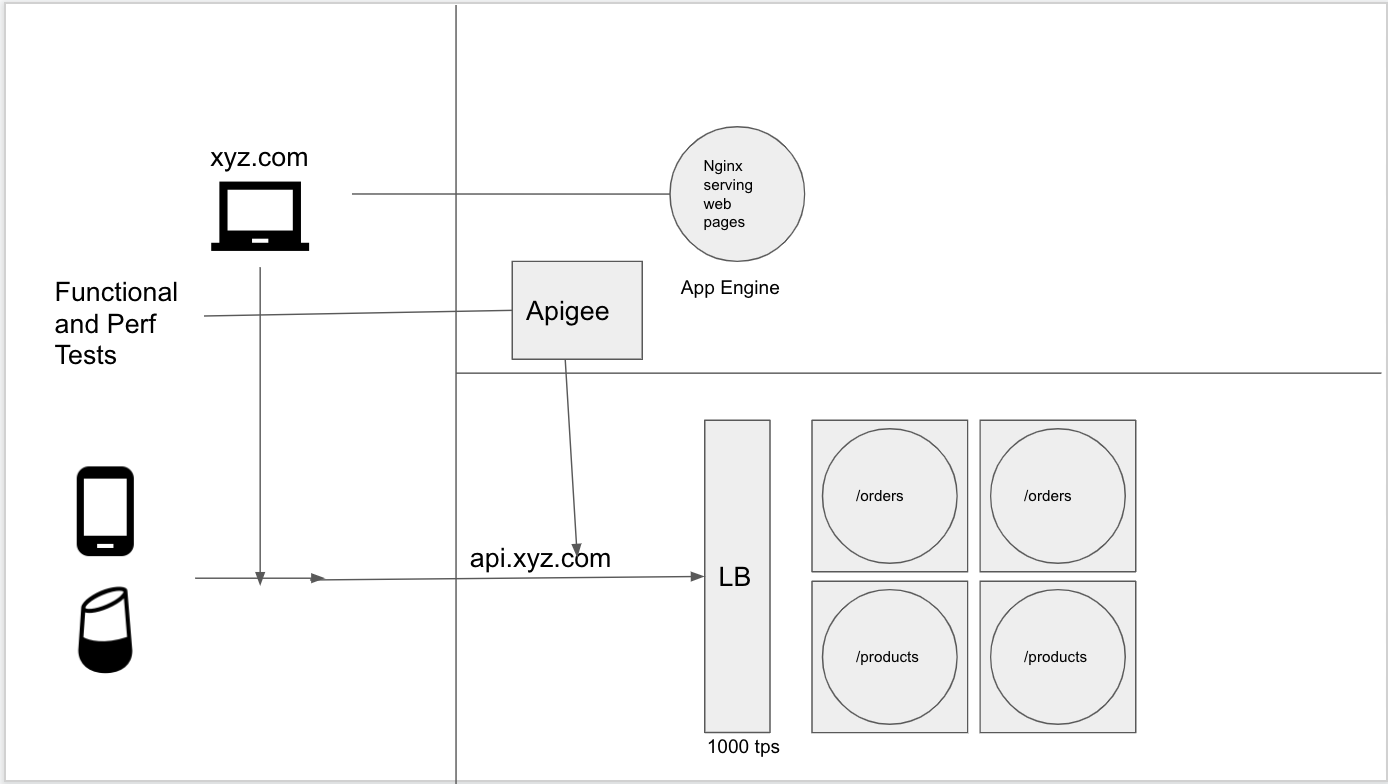 xyz.com
Nginx
serving
web
pages
App Engine
Functional
and Perf
Tests
Apigee
api.xyz.com
LB
1000 tps
/orders
/orders
/products
/products